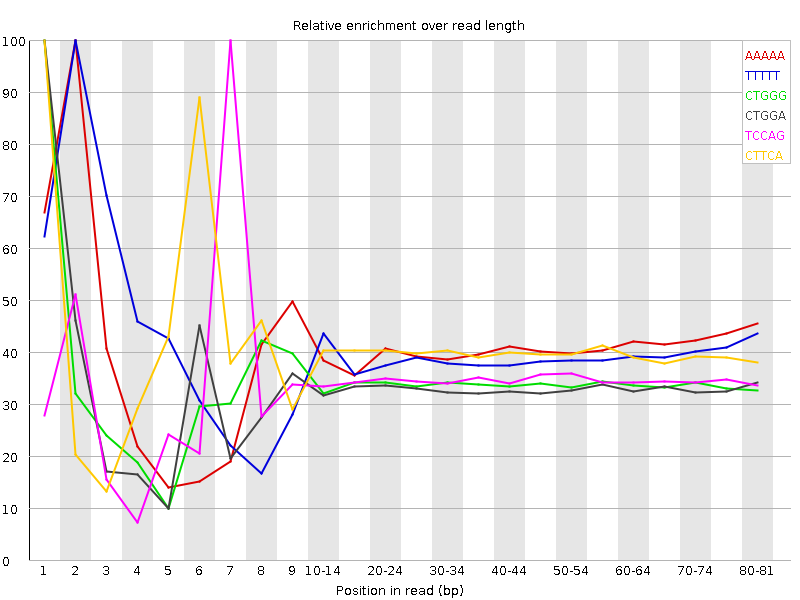 Relative enrichment over read length
100
90
80
70
60
50
40
30
20
10
0
AAAAA
TTTTT
CTGGG
CTGGA
TCCAG
CTTCA
1 2 3 4 5 6 7 8 9 10-14 20-24 30-34 40-44 50-54 60-64 70-74 80-81
Position in read (bp)